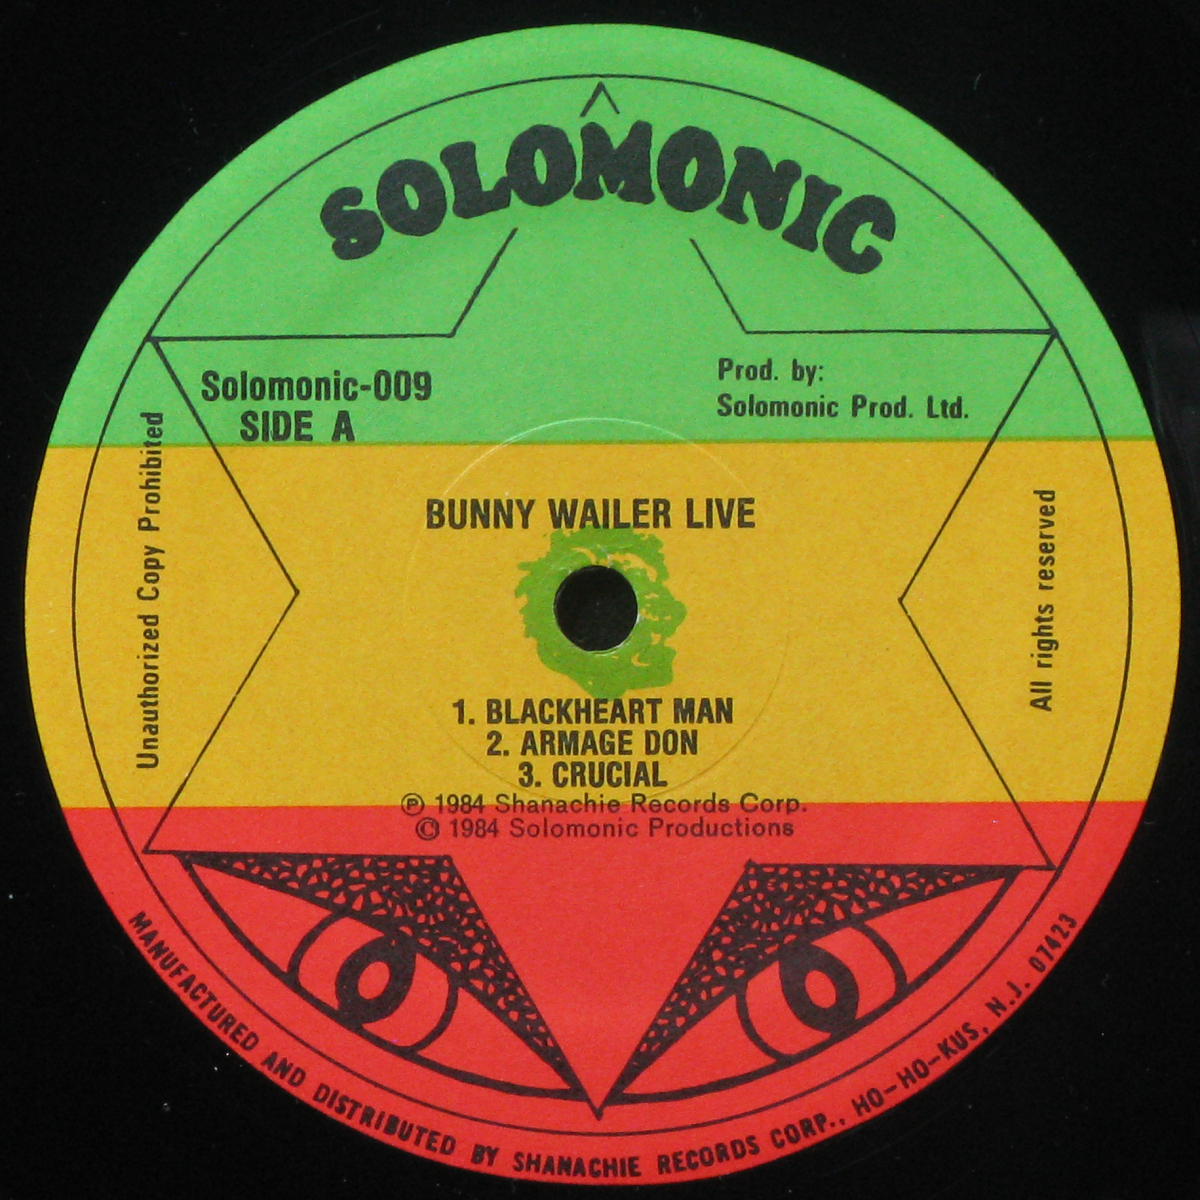 SOLOMONIC
Solomonic-009
SIDE A
Prod. by:
Solomonic Prod. Ltd.
Unauthorized Copy Prohibited
BUNNY WAILER LIVE
All rights reserved
1. BLACKHEART MAN
2. ARMAGE DON
3. CRUCIAL
℗ 1984 Shanachie Records Corp.
© 1984 Solomonic Productions
MANUFACTURED AND DISTRIBUTED BY SHANACHIE RECORDS CORP., HO-HO-KUS, N.J. 07423